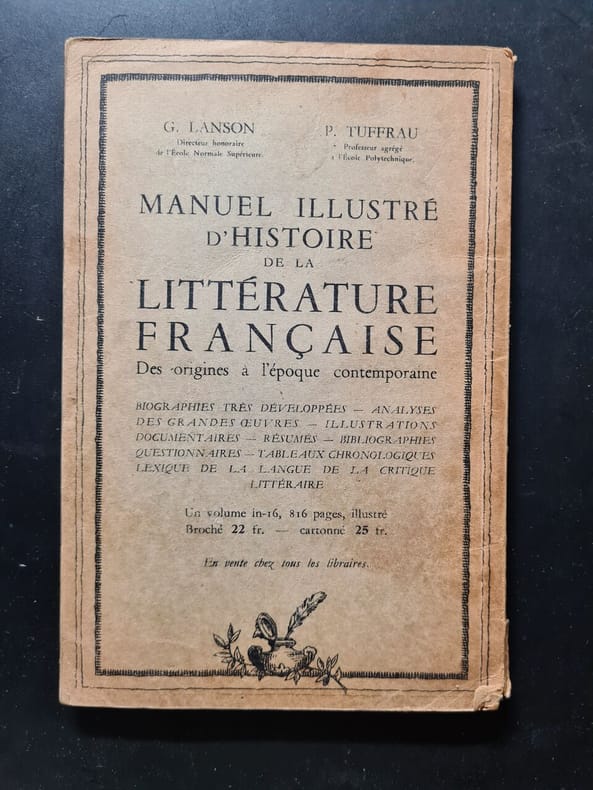 G. LANSON
Directeur honoraire
de l'École Normale Supérieure.
P. TUFFRAU
Professeur agrégé
à l'École Polytechnique.
MANUEL ILLUSTRÉ
D'HISTOIRE
DE LA
LITTÉRATURE
FRANÇAISE
Des origines à l'époque contemporaine
BIOGRAPHIES TRÈS DÉVELOPPÉES — ANALYSES
DES GRANDES ŒUVRES — ILLUSTRATIONS
DOCUMENTAIRES — RÉSUMÉS — BIBLIOGRAPHIES
QUESTIONNAIRES — TABLEAUX CHRONOLOGIQUES
LEXIQUE DE LA LANGUE DE LA CRITIQUE
LITTÉRAIRE
Un volume in-16, 816 pages, illustré
Broché 22 fr. — cartonné 25 fr.
En vente chez tous les libraires.